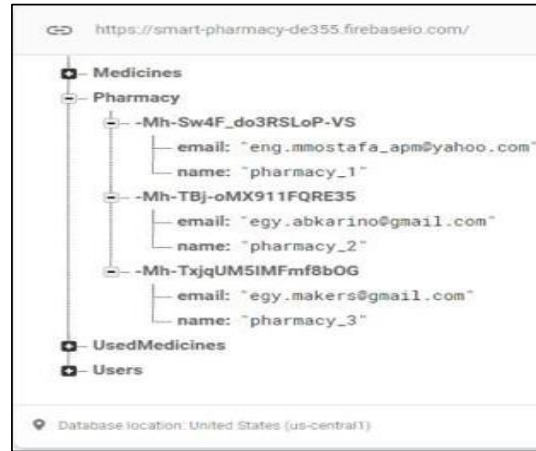 https://smart-pharmacy-de355.firebaseio.com/
Medicines
Pharmacy
-Mh-Sw4F_do3RSLoP-VS
email: "eng.mmostafa_apm@yahoo.com"
name: "pharmacy_1"
-Mh-TBj-oMX911FQRE35
email: "egy.abkarino@gmail.com"
name: "pharmacy_2"
-Mh-TxjqUM5IMFmf8bOG
email: "egy.makers@gmail.com"
name: "pharmacy_3"
UsedMedicines
Users
Database location: United States (us-central1)